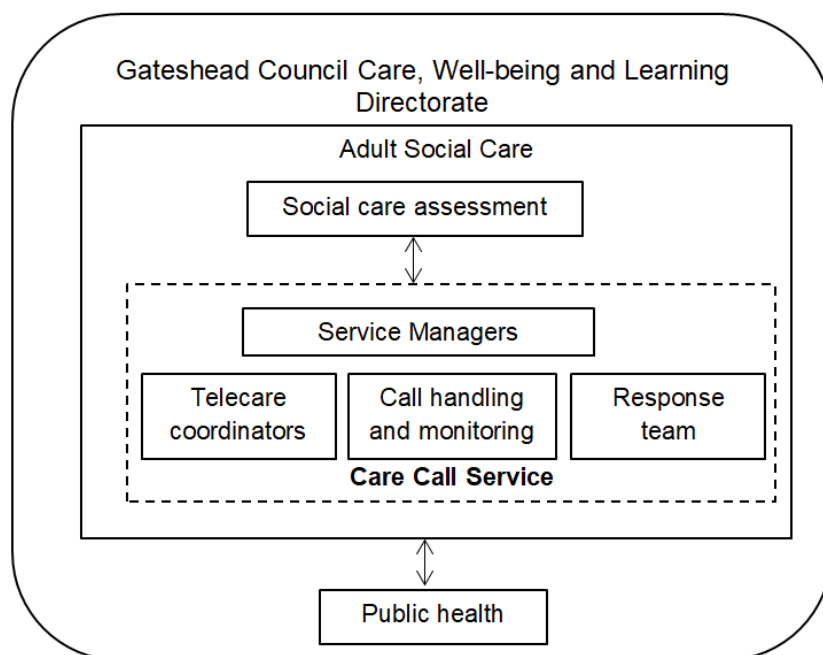 Gateshead Council Care, Well-being and Learning
Directorate
Adult Social Care
Social care assessment
Service Managers
Telecare
coordinators
Call handling
and monitoring
Response
team
Care Call Service
Public health